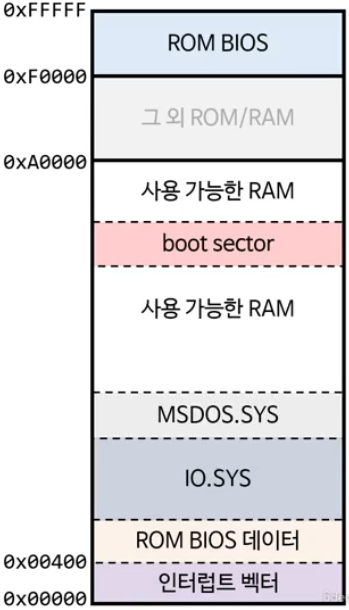 0xFFFFF
ROM BIOS
0xF0000
그 외 ROM/RAM
0xA0000
사용 가능한 RAM
boot sector
사용 가능한 RAM
MSDOS.SYS
IO.SYS
ROM BIOS 데이터
0x00400
인터럽트 벡터
0x00000